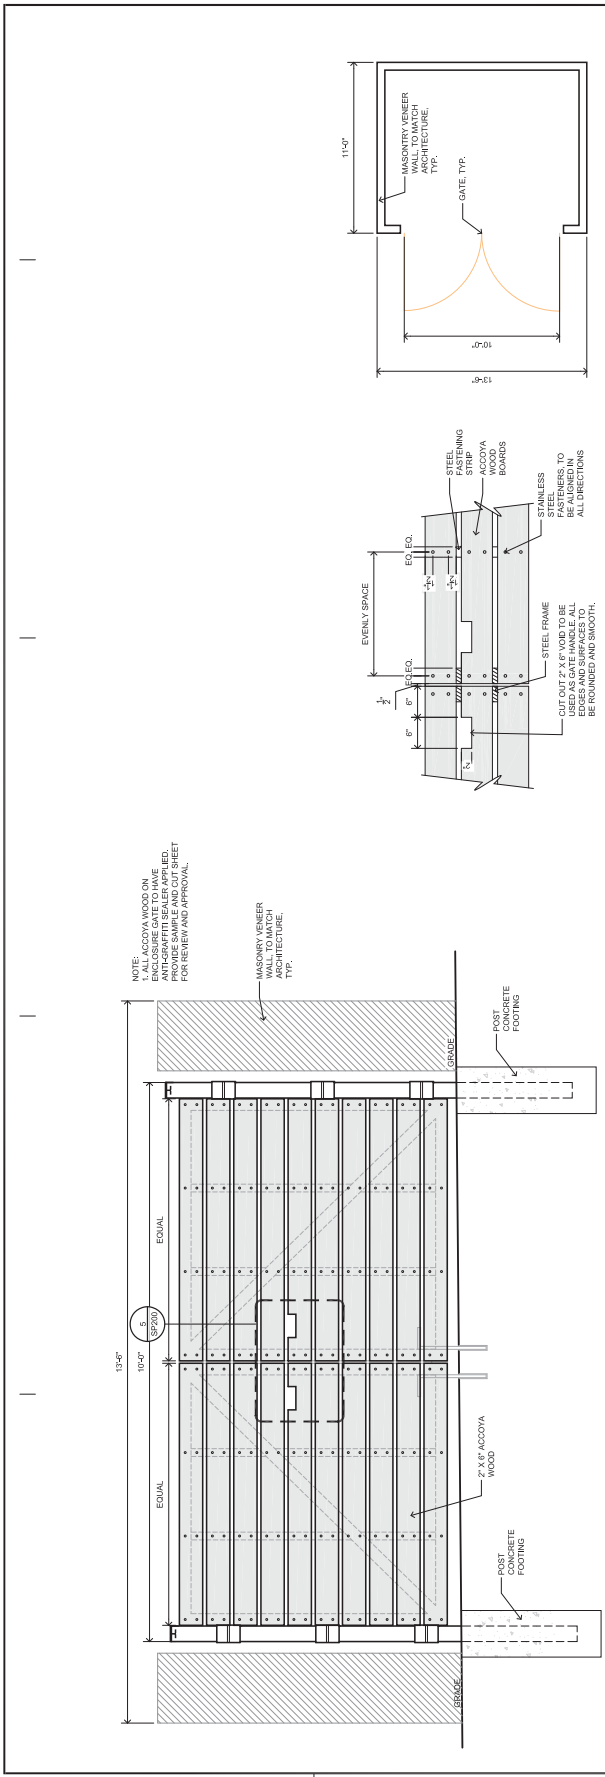 11'-0"
MASONTRY VENEER
WALL, TO MATCH
ARCHITECTURE,
TYP.
GATE, TYP.
10'-0"
13'-6"
STEEL
FASTENING
STRIP
ACCOYA
WOOD
BOARDS
STAINLESS
STEEL
FASTENERS, TO
BE ALIGNED IN
ALL DIRECTIONS
EVENLY SPACE
EQ. EQ.
EQ. EQ.
1"
2
6"
6"
2"
STEEL FRAME
CUT OUT 2" X 6" VOID TO BE
USED AS GATE HANDLE. ALL
EDGES AND SURFACES TO
BE ROUNDED AND SMOOTH.
NOTE:
1. ALL ACCOYA WOOD ON
ENCLOSURE GATE TO HAVE
ANTI-GRAFFITI SEALER APPLIED.
PROVIDE SAMPLE AND CUT SHEET
FOR REVIEW AND APPROVAL.
MASONRY VENEER
WALL, TO MATCH
ARCHITECTURE,
TYP.
13'-6"
10'-0"
EQUAL
EQUAL
5
SP200
GRADE
POST
CONCRETE
FOOTING
2" X 6" ACCOYA
WOOD
POST
CONCRETE
FOOTING
GRADE